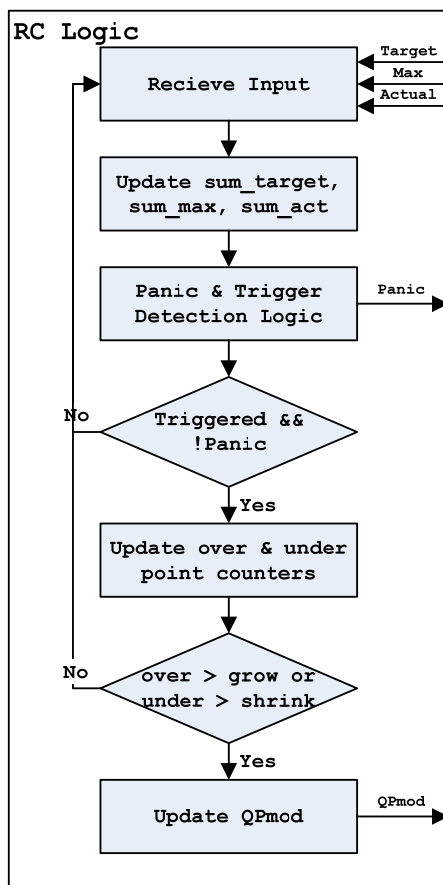 RC Logic
Target
Max
Actual
Recieve Input
Update sum_target,
sum_max, sum_act
Panic & Trigger
Detection Logic
Panic
Triggered &&
!Panic
No
Yes
Update over & under
point counters
over > grow or
under > shrink
No
Yes
Update QPmod
QPmod